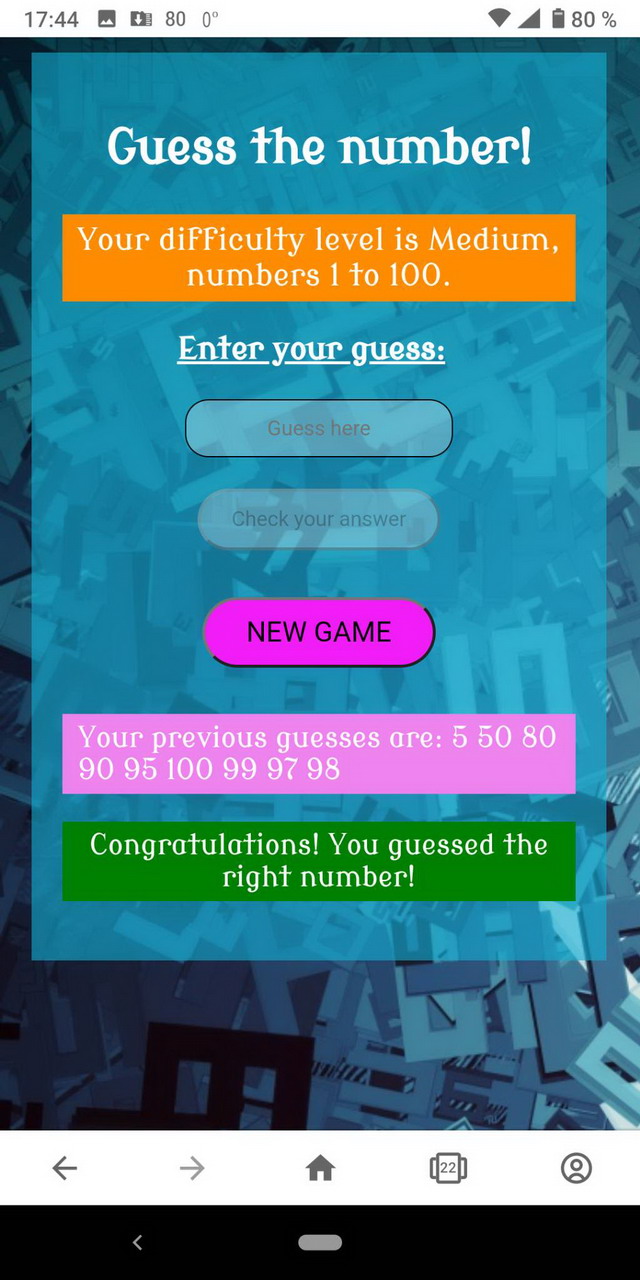 17:44 80 0° 80 %
Guess the number!
Your difficulty level is Medium,
numbers 1 to 100.
Enter your guess:
Guess here
Check your answer
NEW GAME
Your previous guesses are: 5 50 80
90 95 100 99 97 98
Congratulations! You guessed the
right number!
22